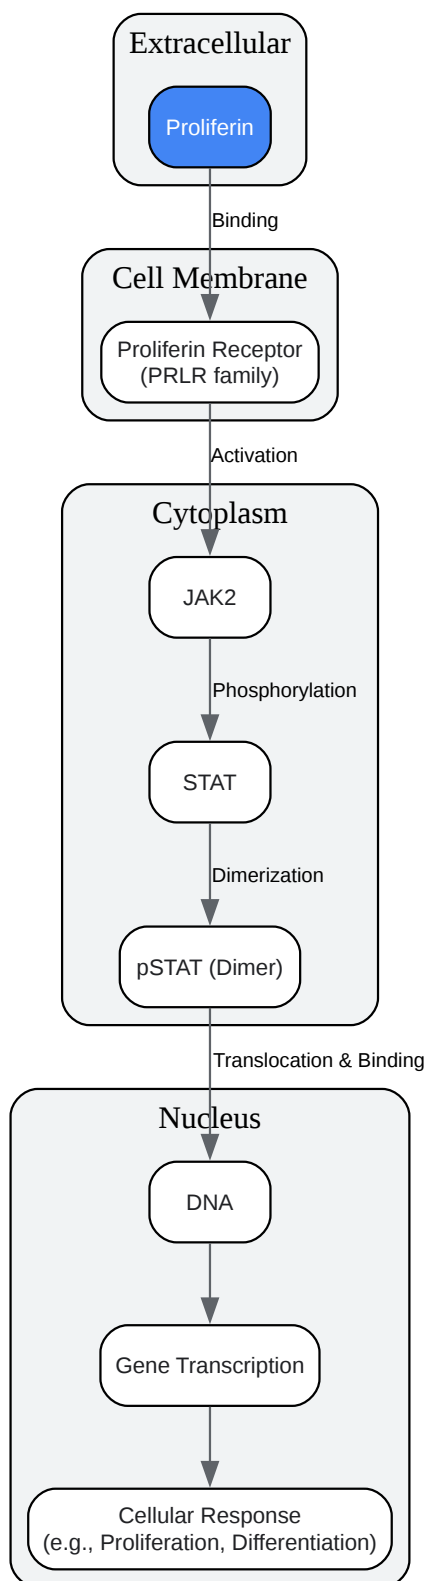 Extracellular
Proliferin
Binding
Cell Membrane
Proliferin Receptor
(PRLR family)
Activation
Cytoplasm
JAK2
Phosphorylation
STAT
Dimerization
pSTAT (Dimer)
Translocation & Binding
Nucleus
DNA
Gene Transcription
Cellular Response
(e.g., Proliferation, Differentiation)